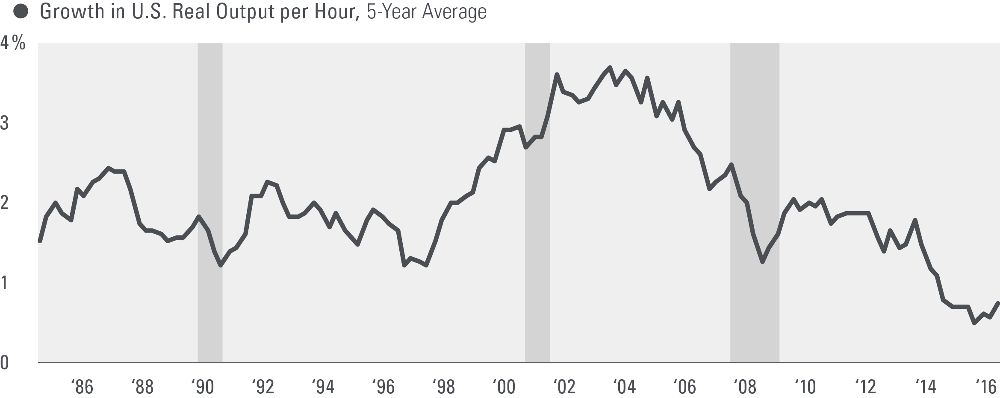 Growth in U.S. Real Output per Hour, 5-Year Average
4%
3
2
1
0
‘86 ‘88 ‘90 ‘92 ‘94 ‘96 ‘98 ‘00 ‘02 ‘04 ‘06 ‘08 ‘10 ‘12 ‘14 ‘16